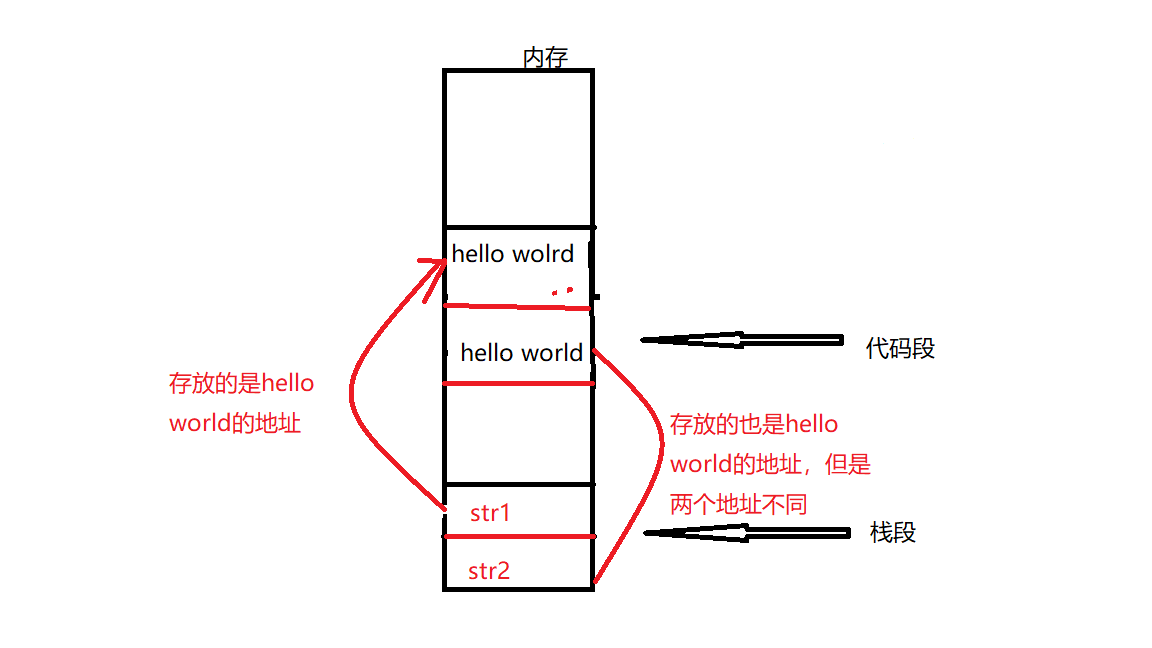 内存
hello wolrd
hello world
代码段
存放的是hello
world的地址
存放的也是hello
world的地址，但是
两个地址不同
str1
栈段
str2